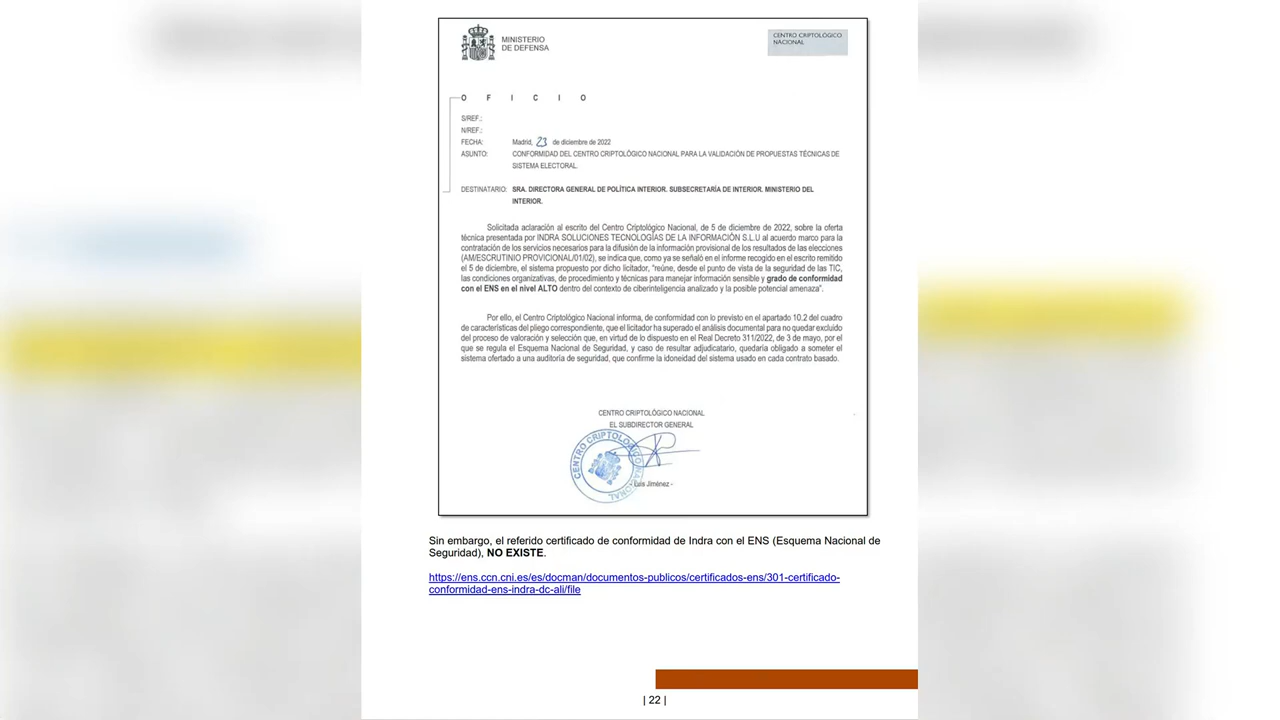 MINISTERIO
DE DEFENSA
CENTRO CRIPTOLÓGICO
NACIONAL
O F I C I O
S/REF.:
N/REF.:
FECHA: Madrid, 23 de diciembre de 2022
ASUNTO: CONFORMIDAD DEL CENTRO CRIPTOLÓGICO NACIONAL PARA LA VALIDACIÓN DE PROPUESTAS TÉCNICAS DE
SISTEMA ELECTORAL.
DESTINATARIO: SRA. DIRECTORA GENERAL DE POLÍTICA INTERIOR. SUBSECRETARÍA DE INTERIOR. MINISTERIO DEL
INTERIOR.
Solicitada aclaración al escrito del Centro Criptológico Nacional, de 5 de diciembre de 2022, sobre la oferta
técnica presentada por INDRA SOLUCIONES TECNOLOGÍAS DE LA INFORMACIÓN S.L.U al acuerdo marco para la
contratación de los servicios necesarios para la difusión de la información provisional de los resultados de las elecciones
(AM/ESCRUTINIO PROVICIONAL/01/02), se indica que, como ya se señaló en el informe recogido en el escrito remitido
el 5 de diciembre, el sistema propuesto por dicho licitador, “reúne, desde el punto de vista de la seguridad de las TIC,
las condiciones organizativas, de procedimiento y técnicas para manejar información sensible y grado de conformidad
con el ENS en el nivel ALTO dentro del contexto de ciberinteligencia analizado y la posible potencial amenaza”.
Por ello, el Centro Criptológico Nacional informa, de conformidad con lo previsto en el apartado 10.2 del cuadro
de características del pliego correspondiente, que el licitador ha superado el análisis documental para no quedar excluido
del proceso de valoración y selección que, en virtud de lo dispuesto en el Real Decreto 311/2022, de 3 de mayo, por el
que se regula el Esquema Nacional de Seguridad, y caso de resultar adjudicatario, quedaría obligado a someter el
sistema ofertado a una auditoría de seguridad, que confirme la idoneidad del sistema usado en cada contrato basado.
CENTRO CRIPTOLÓGICO NACIONAL
EL SUBDIRECTOR GENERAL
CENTRO CRIPTOLÓGICO NACIONAL
- Luis Jiménez -
Sin embargo, el referido certificado de conformidad de Indra con el ENS (Esquema Nacional de
Seguridad), NO EXISTE.
https://ens.ccn.cni.es/es/docman/documentos-publicos/certificados-ens/301-certificado-
conformidad-ens-indra-dc-ali/file
| 22 |